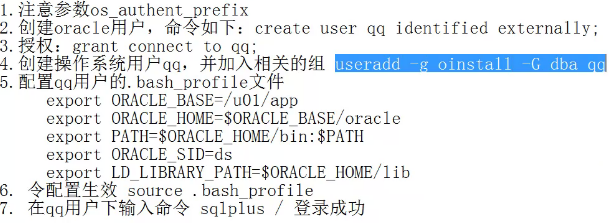 1.注意参数os_authent_prefix
2.创建oracle用户，命令如下：create user qq identified externally;
3.授权：grant connect to qq;
4.创建操作系统用户qq，并加入相关的组 useradd -g oinstall -G dba qq
5.配置qq用户的.bash_profile文件
export ORACLE_BASE=/u01/app
export ORACLE_HOME=$ORACLE_BASE/oracle
export PATH=$ORACLE_HOME/bin:$PATH
export ORACLE_SID=ds
export LD_LIBRARY_PATH=$ORACLE_HOME/lib
6. 令配置生效 source .bash_profile
7. 在qq用户下输入命令 sqlplus / 登录成功